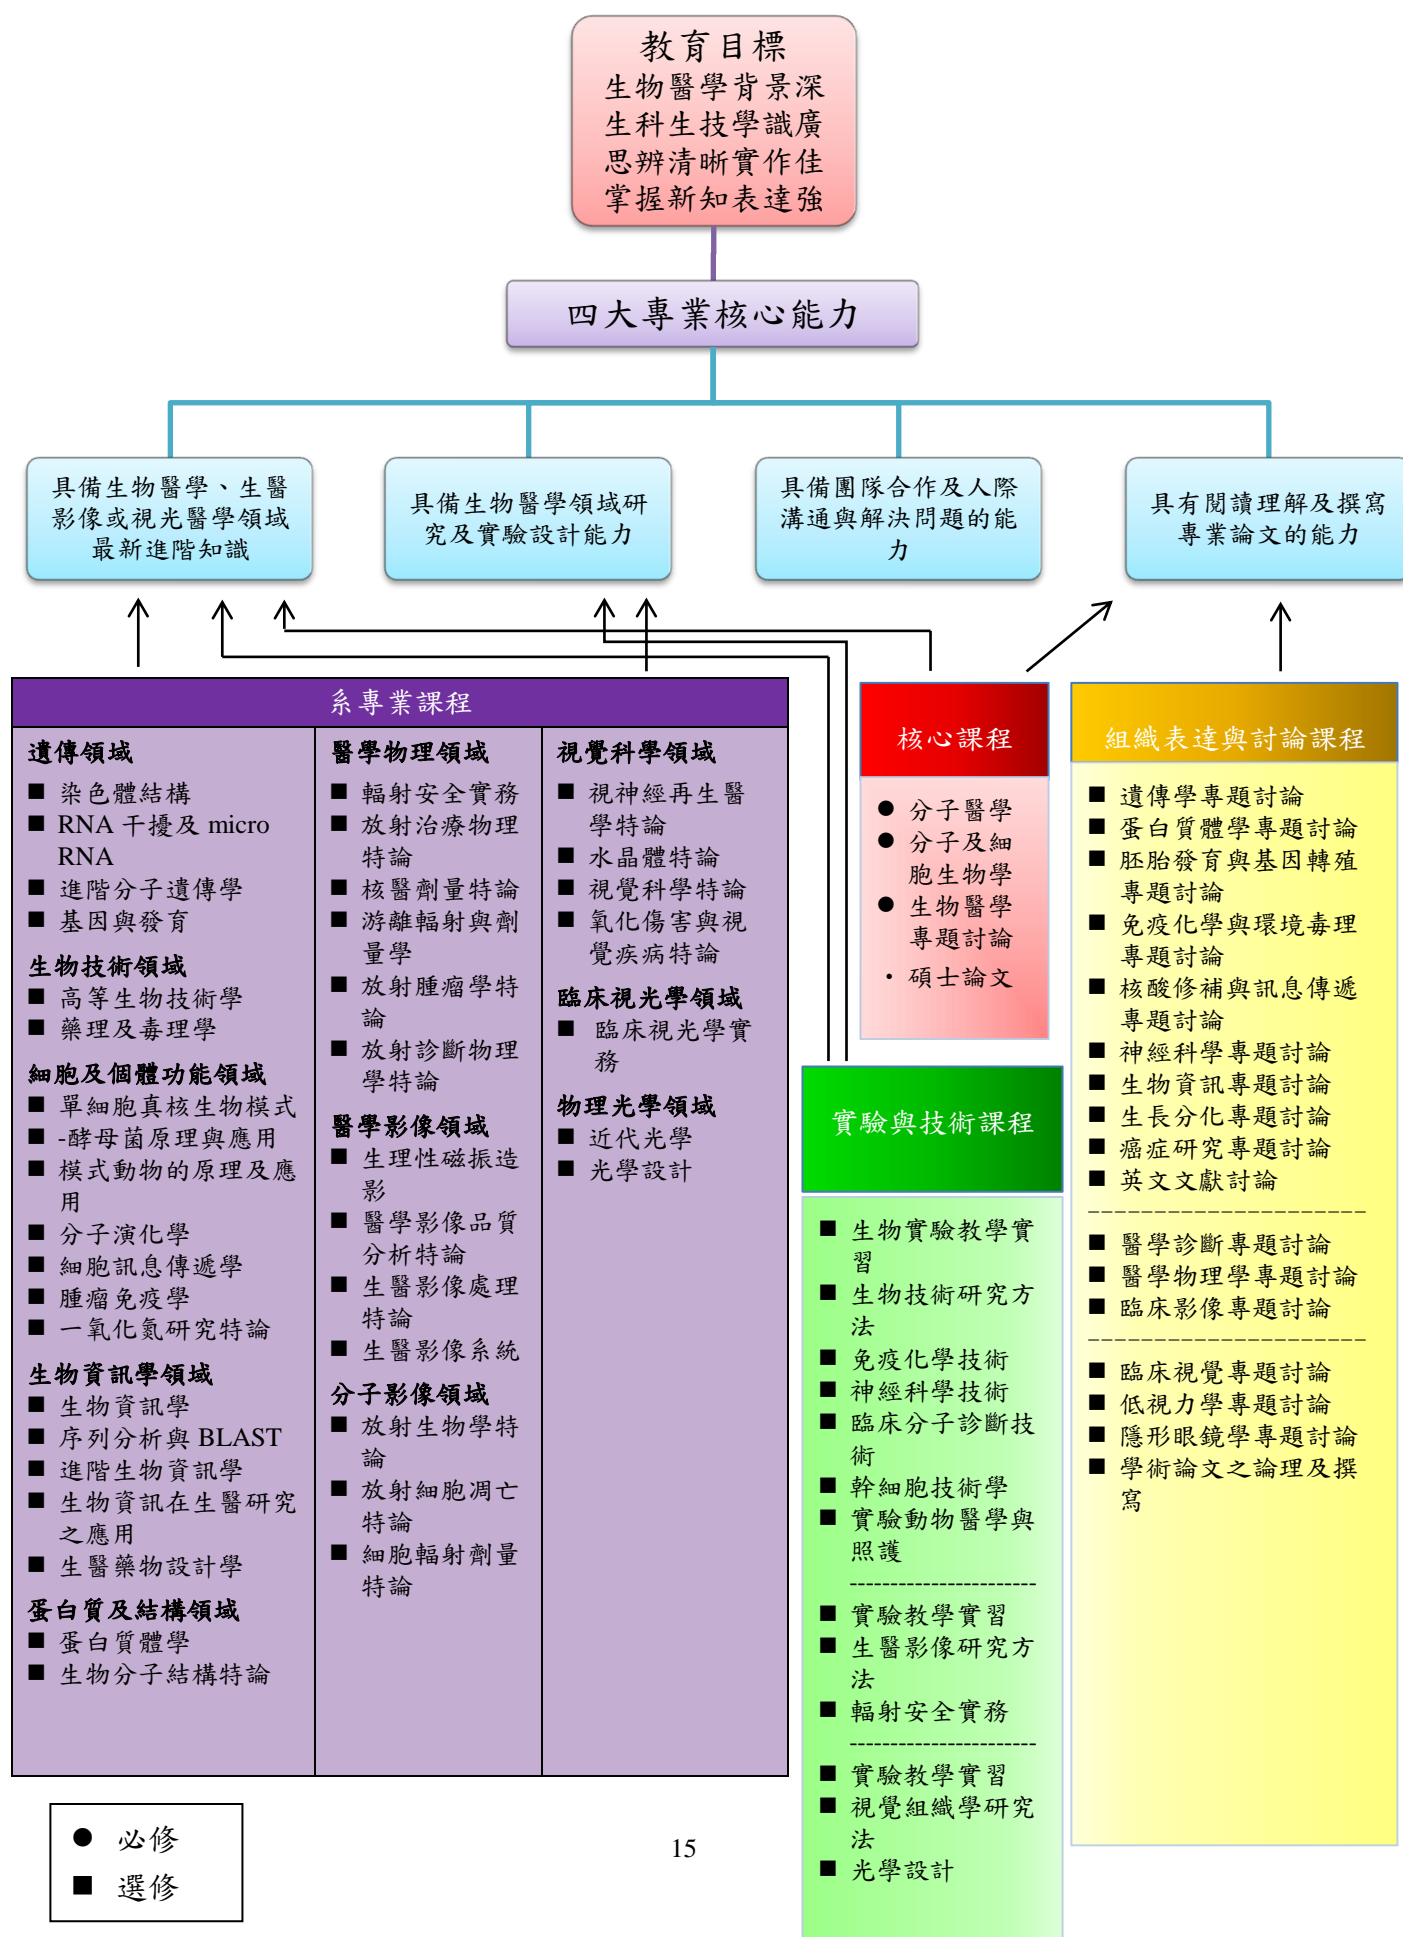 教育目標
生物醫學背景深
生科生技學識廣
思辨清晰實作佳
掌握新知表達強
四大專業核心能力
具備生物醫學、生醫
影像或視光醫學領域
最新進階知識
具備生物醫學領域研
究及實驗設計能力
具備團隊合作及人際
溝通與解決問題的能
力
具有閱讀理解及撰寫
專業論文的能力
系專業課程
遺傳領域
■ 染色體結構
■ RNA 干擾及 micro
RNA
■ 進階分子遺傳學
■ 基因與發育
生物技術領域
■ 高等生物技術學
■ 藥理及毒理學
細胞及個體功能領域
■ 單細胞真核生物模式
■ -酵母菌原理與應用
■ 模式動物的原理及應
用
■ 分子演化學
■ 細胞訊息傳遞學
■ 腫瘤免疫學
■ 一氧化氮研究特論
生物資訊學領域
■ 生物資訊學
■ 序列分析與 BLAST
■ 進階生物資訊學
■ 生物資訊在生醫研究
之應用
■ 生醫藥物設計學
蛋白質及結構領域
■ 蛋白質體學
■ 生物分子結構特論
醫學物理領域
■ 輻射安全實務
■ 放射治療物理
特論
■ 核醫劑量特論
■ 游離輻射與劑
量學
■ 放射腫瘤學特
論
■ 放射診斷物理
學特論
醫學影像領域
■ 生理性磁振造
影
■ 醫學影像品質
分析特論
■ 生醫影像處理
特論
■ 生醫影像系統
分子影像領域
■ 放射生物學特
論
■ 放射細胞凋亡
特論
■ 細胞輻射劑量
特論
視覺科學領域
■ 視神經再生醫
學特論
■ 水晶體特論
■ 視覺科學特論
■ 氧化傷害與視
覺疾病特論
臨床視光學領域
■ 臨床視光學實
務
物理光學領域
■ 近代光學
■ 光學設計
核心課程
● 分子醫學
● 分子及細
胞生物學
● 生物醫學
專題討論
・碩士論文
實驗與技術課程
■ 生物實驗教學實
習
■ 生物技術研究方
法
■ 免疫化學技術
■ 神經科學技術
■ 臨床分子診斷技
術
■ 幹細胞技術學
■ 實驗動物醫學與
照護
-----------------------
■ 實驗教學實習
■ 生醫影像研究方
法
■ 輻射安全實務
-----------------------
■ 實驗教學實習
■ 視覺組織學研究
法
■ 光學設計
組織表達與討論課程
■ 遺傳學專題討論
■ 蛋白質體學專題討論
■ 胚胎發育與基因轉殖
專題討論
■ 免疫化學與環境毒理
專題討論
■ 核酸修補與訊息傳遞
專題討論
■ 神經科學專題討論
■ 生物資訊專題討論
■ 生長分化專題討論
■ 癌症研究專題討論
■ 英文文獻討論
---------------------
■ 醫學診斷專題討論
■ 醫學物理學專題討論
■ 臨床影像專題討論
---------------------
■ 臨床視覺專題討論
■ 低視力學專題討論
■ 隱形眼鏡學專題討論
■ 學術論文之論理及撰
寫
● 必修
■ 選修
15